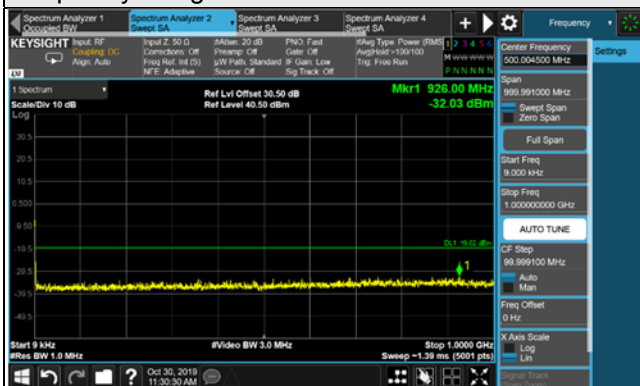 Spectrum Analyzer 1
Occupied BW
Spectrum Analyzer 2
Swept SA
Spectrum Analyzer 3
Swept SA
Spectrum Analyzer 4
Swept SA
Frequency
KEYSIGHT
Input: RF
Coupling: DC
Align: Auto
Input Z: 50 Ω
Corrections: Off
Freq Ref: Int (S)
NFE: Adaptive
#Atten: 20 dB
Preamp: Off
µW Path: Standard
Source: Off
PNO: Fast
Gate: Off
IF Gain: Low
Sig Track: Off
#Avg Type: Power (RMS
Avg|Hold:>100/100
Trig: Free Run
1 2 3 4 5 6
M W W W W W
P N N N N N
LV
1 Spectrum
Scale/Div 10 dB
Ref Lvl Offset 30.50 dB
Ref Level 40.50 dBm
Mkr1 926.00 MHz
-32.03 dBm
Log
30.5
20.5
10.5
0.500
-9.50
-19.5
-29.5
-39.5
-49.5
DL1 -19.02 dBm
1
Start 9 kHz
#Res BW 1.0 MHz
#Video BW 3.0 MHz
Stop 1.0000 GHz
Sweep ~1.39 ms (5001 pts)
Oct 30, 2019
11:30:30 AM
Center Frequency
500.004500 MHz
Settings
Span
999.991000 MHz
Swept Span
Zero Span
Full Span
Start Freq
9.000 kHz
Stop Freq
1.000000000 GHz
AUTO TUNE
CF Step
99.999100 MHz
Auto
Man
Freq Offset
0 Hz
X Axis Scale
Log
Lin
Signal Track